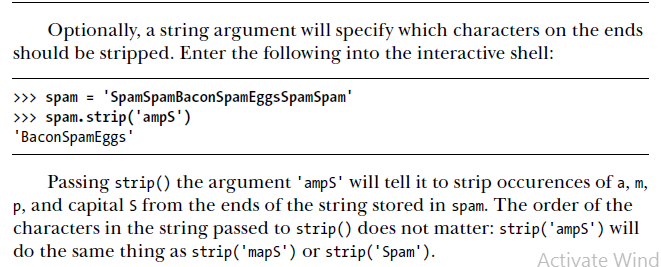 Optionally, a string argument will specify which characters on the ends
should be stripped. Enter the following into the interactive shell:
>>> spam = 'SpamSpamBaconSpamEggsSpamSpam'
>>> spam.strip('ampS')
'BaconSpamEggs'
Passing strip() the argument 'ampS' will tell it to strip occurences of a, m,
p, and capital S from the ends of the string stored in spam. The order of the
characters in the string passed to strip() does not matter: strip('ampS') will
do the same thing as strip('mapS') or strip('Spam').
Activate Wind